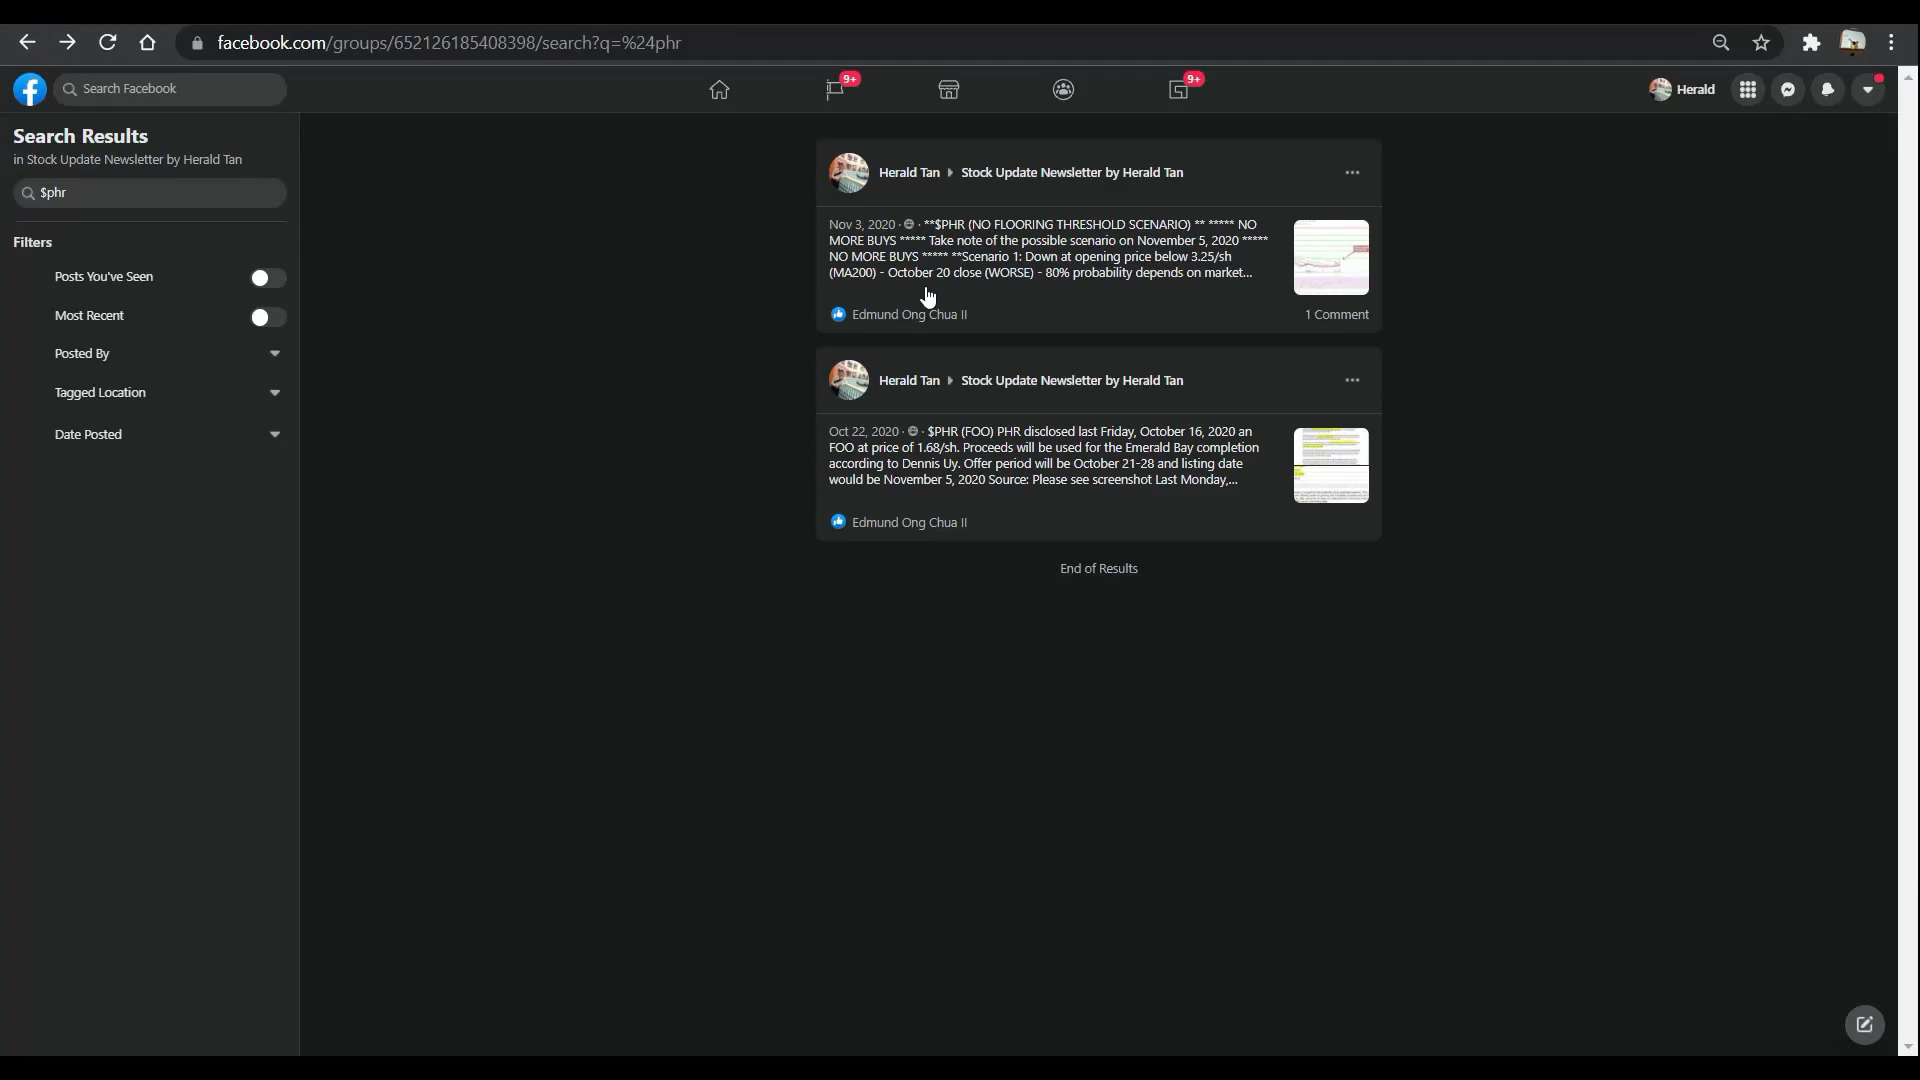 facebook.com/groups/652126185408398/search?q=%24phr
Search Facebook
9+
9+
Herald
Search Results
in Stock Update Newsletter by Herald Tan
$phr
Filters
Posts You've Seen
Most Recent
Posted By
Tagged Location
Date Posted
Herald Tan Stock Update Newsletter by Herald Tan
Nov 3, 2020 · · **$PHR (NO FLOORING THRESHOLD SCENARIO) ** ***** NO
MORE BUYS ***** Take note of the possible scenario on November 5, 2020 *****
NO MORE BUYS ***** **Scenario 1: Down at opening price below 3.25/sh
(MA200) - October 20 close (WORSE) - 80% probability depends on market...
Edmund Ong Chua II
1 Comment
Herald Tan Stock Update Newsletter by Herald Tan
Oct 22, 2020 · · $PHR (FOO) PHR disclosed last Friday, October 16, 2020 an
FOO at price of 1.68/sh. Proceeds will be used for the Emerald Bay completion
according to Dennis Uy. Offer period will be October 21-28 and listing date
would be November 5, 2020 Source: Please see screenshot Last Monday,...
Edmund Ong Chua II
End of Results